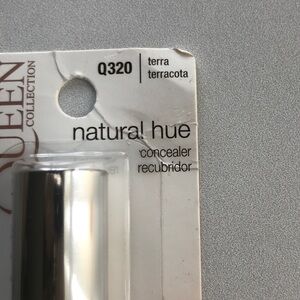 QUEEN
COLLECTION
Q320
terra
terracota
natural hue
concealer
recubridor